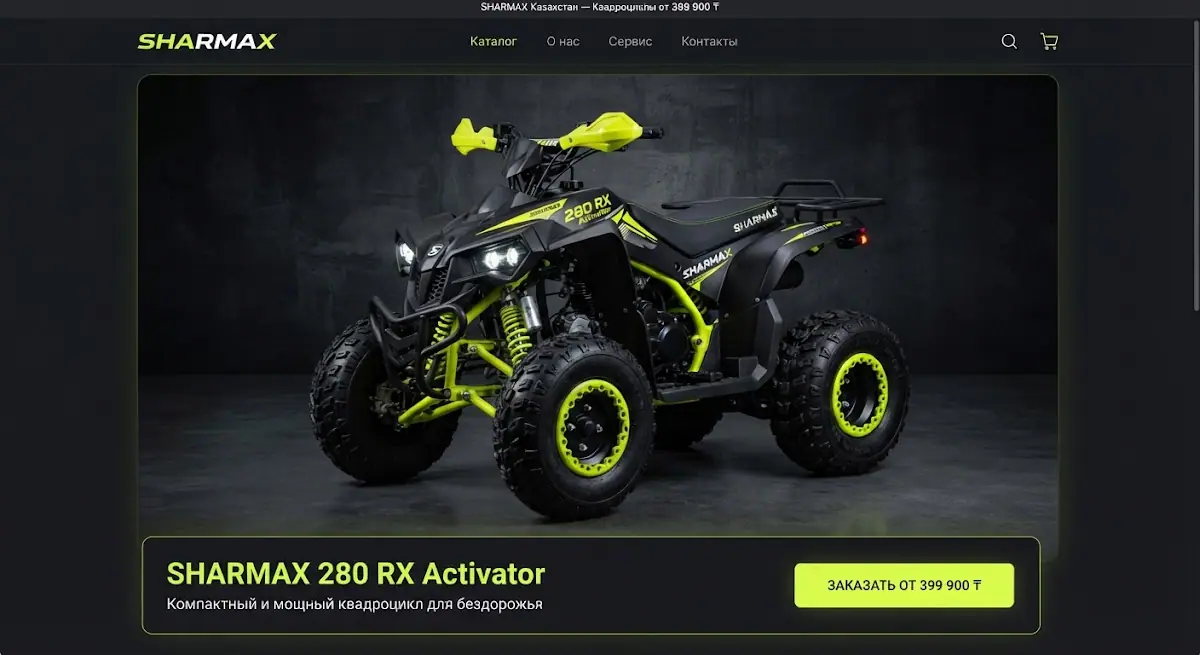 SHARMAX Казахстан — Квадроциклы от 399 900 ₸
SHARMAX
Каталог
О нас
Сервис
Контакты
280 RX
Activator
SHARMAS
SHARMAX
SHARMAX 280 RX Activator
Компактный и мощный квадроцикл для бездорожья
ЗАКАЗАТЬ ОТ 399 900 ₸